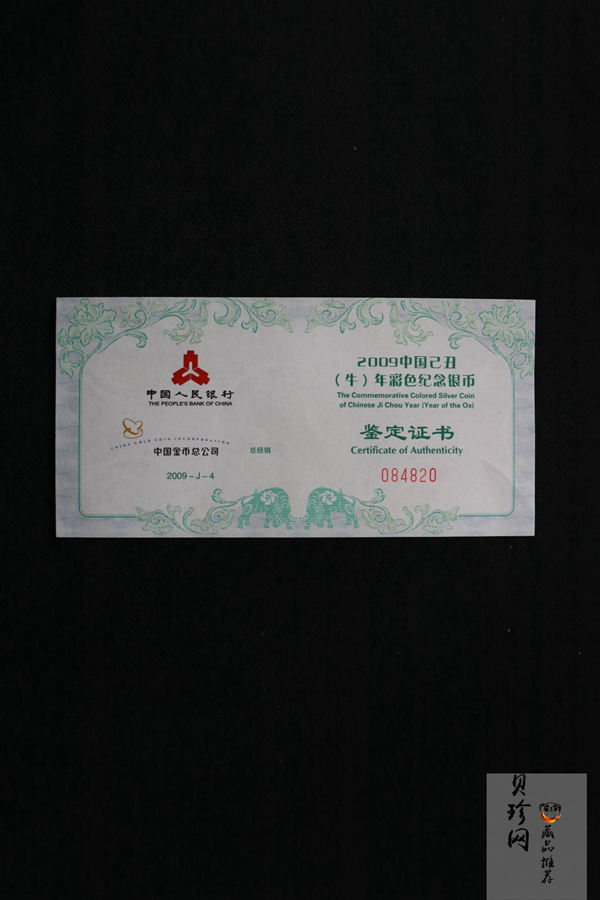 中国人民银行
THE PEOPLE'S BANK OF CHINA
CHINA GOLD COIN INCORPORATION
中国金币总公司
总经销
2009-J-4
2009中国己丑
(牛)年彩色纪念银币
The Commemorative Colored Silver Coin
of Chinese Ji Chou Year (Year of the Ox)
鉴定证书
Certificate of Authenticity
084820
贝珍网
藏品推荐